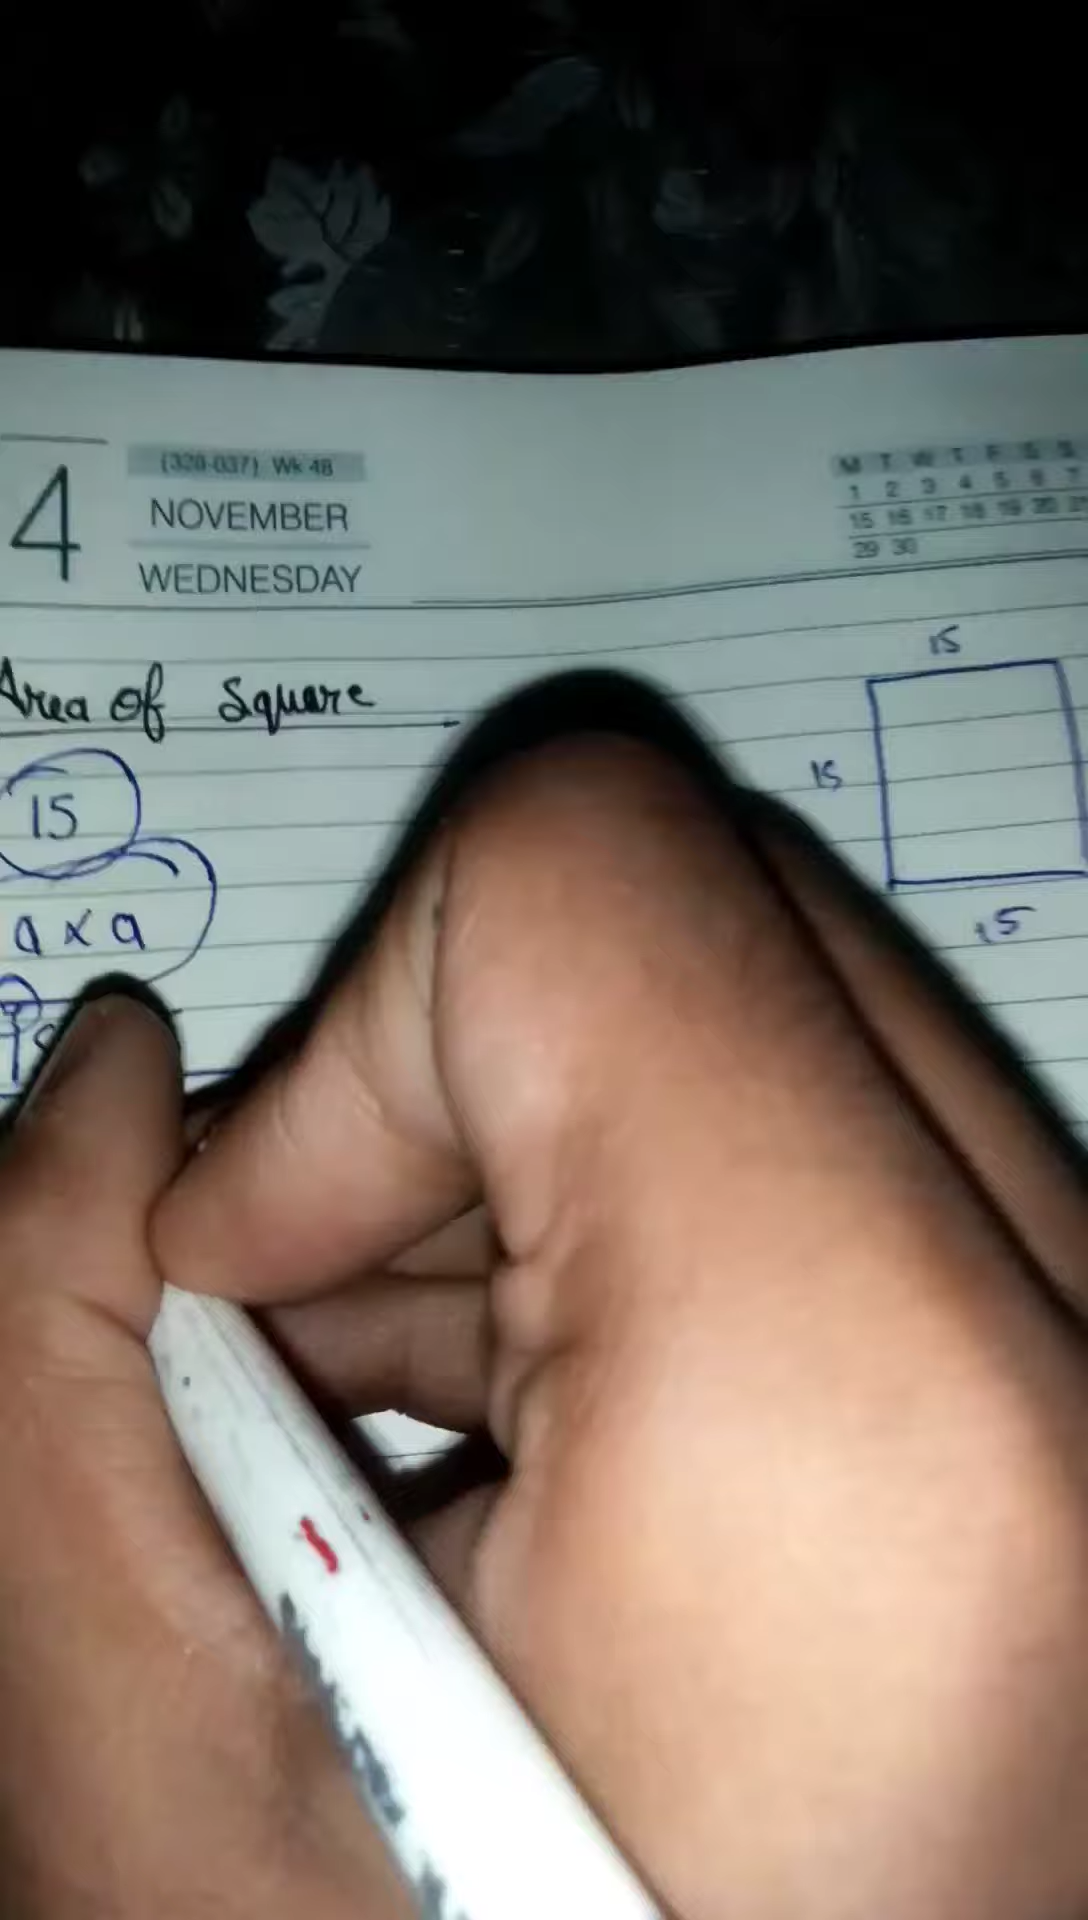 4
(328-037) Wk 48
NOVEMBER
WEDNESDAY
M T W T F S S
1 2 3 4 5 6 7
15 16 17 18 19 20 21
29 30
Area of Square
15
15
15
15
a x a